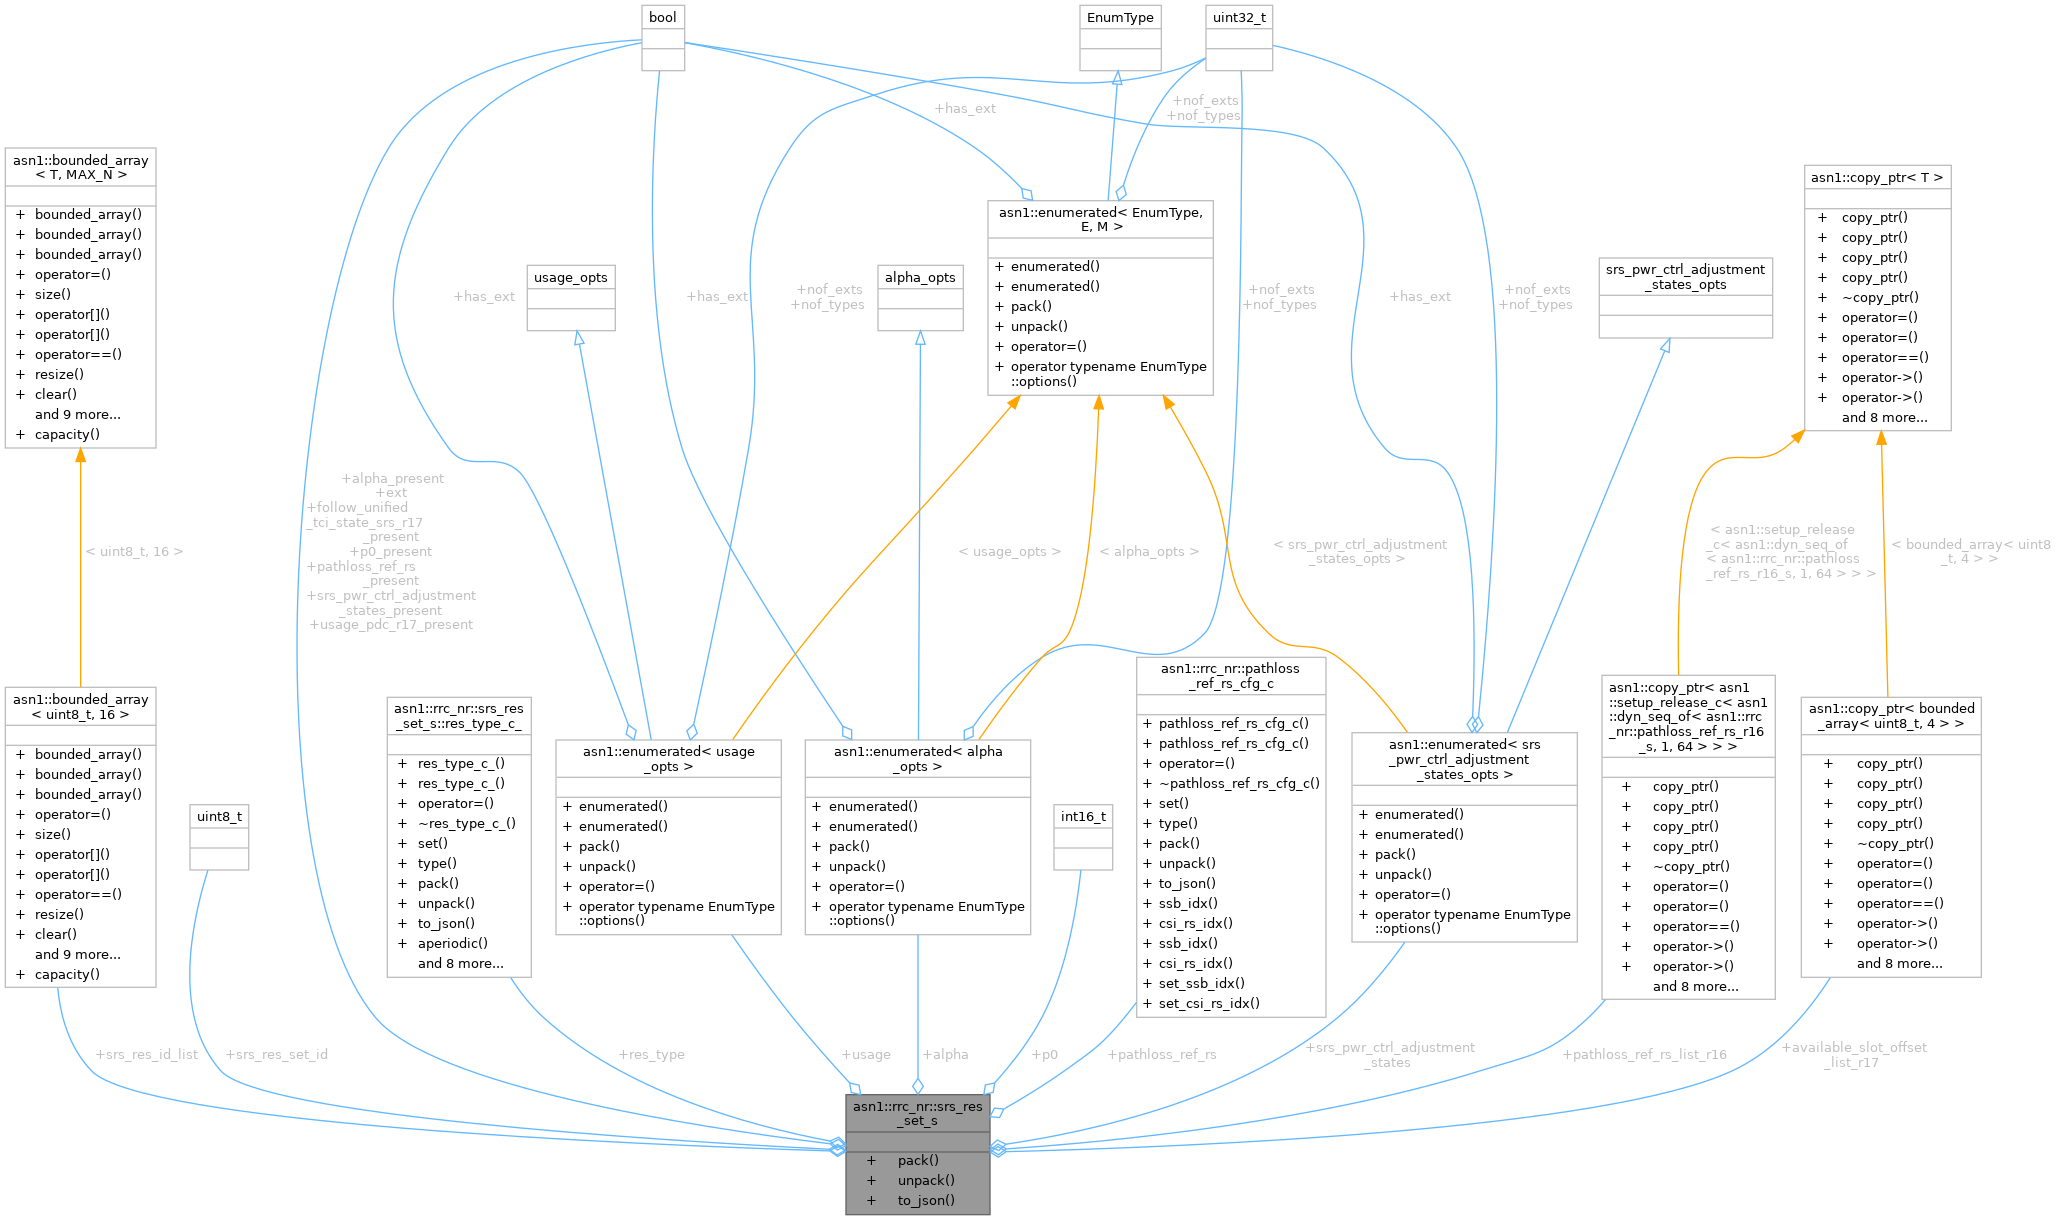 bool
EnumType
uint32_t
+has_ext
+nof_exts
+nof_types
asn1::bounded_array
< T, MAX_N >
+ bounded_array()
+ bounded_array()
+ bounded_array()
+ operator=()
+ size()
+ operator[]()
+ operator[]()
+ operator==()
+ resize()
+ clear()
and 9 more...
+ capacity()
asn1::copy_ptr< T >
+ copy_ptr()
+ copy_ptr()
+ copy_ptr()
+ copy_ptr()
+ ~copy_ptr()
+ operator=()
+ operator=()
+ operator==()
+ operator->()
+ operator->()
and 8 more...
asn1::enumerated< EnumType,
E, M >
+ enumerated()
+ enumerated()
+ pack()
+ unpack()
+ operator=()
+ operator typename EnumType
::options()
usage_opts
alpha_opts
srs_pwr_ctrl_adjustment
_states_opts
+has_ext
+has_ext
+nof_exts
+nof_types
+nof_exts
+nof_types
+has_ext
+nof_exts
+nof_types
+alpha_present
+ext
+follow_unified
_tci_state_srs_r17
_present
+p0_present
+pathloss_ref_rs
_present
+srs_pwr_ctrl_adjustment
_states_present
+usage_pdc_r17_present
< uint8_t, 16 >
< usage_opts >
< alpha_opts >
< srs_pwr_ctrl_adjustment
_states_opts >
< asn1::setup_release
_c< asn1::dyn_seq_of
< asn1::rrc_nr::pathloss
_ref_rs_r16_s, 1, 64 > > >
< bounded_array< uint8
_t, 4 > >
asn1::bounded_array
< uint8_t, 16 >
+ bounded_array()
+ bounded_array()
+ bounded_array()
+ operator=()
+ size()
+ operator[]()
+ operator[]()
+ operator==()
+ resize()
+ clear()
and 9 more...
+ capacity()
uint8_t
asn1::rrc_nr::srs_res
_set_s::res_type_c_
+ res_type_c_()
+ res_type_c_()
+ operator=()
+ ~res_type_c_()
+ set()
+ type()
+ pack()
+ unpack()
+ to_json()
+ aperiodic()
and 8 more...
asn1::enumerated< usage
_opts >
+ enumerated()
+ enumerated()
+ pack()
+ unpack()
+ operator=()
+ operator typename EnumType
::options()
asn1::enumerated< alpha
_opts >
+ enumerated()
+ enumerated()
+ pack()
+ unpack()
+ operator=()
+ operator typename EnumType
::options()
int16_t
asn1::rrc_nr::pathloss
_ref_rs_cfg_c
+ pathloss_ref_rs_cfg_c()
+ pathloss_ref_rs_cfg_c()
+ operator=()
+ ~pathloss_ref_rs_cfg_c()
+ set()
+ type()
+ pack()
+ unpack()
+ to_json()
+ ssb_idx()
+ csi_rs_idx()
+ ssb_idx()
+ csi_rs_idx()
+ set_ssb_idx()
+ set_csi_rs_idx()
asn1::enumerated< srs
_pwr_ctrl_adjustment
_states_opts >
+ enumerated()
+ enumerated()
+ pack()
+ unpack()
+ operator=()
+ operator typename EnumType
::options()
asn1::copy_ptr< asn1
::setup_release_c< asn1
::dyn_seq_of< asn1::rrc
_nr::pathloss_ref_rs_r16
_s, 1, 64 > > >
+ copy_ptr()
+ copy_ptr()
+ copy_ptr()
+ copy_ptr()
+ ~copy_ptr()
+ operator=()
+ operator=()
+ operator==()
+ operator->()
+ operator->()
and 8 more...
asn1::copy_ptr< bounded
_array< uint8_t, 4 > >
+ copy_ptr()
+ copy_ptr()
+ copy_ptr()
+ copy_ptr()
+ ~copy_ptr()
+ operator=()
+ operator=()
+ operator==()
+ operator->()
+ operator->()
and 8 more...
+srs_res_id_list
+srs_res_set_id
+res_type
+usage
+alpha
+p0
+pathloss_ref_rs
+srs_pwr_ctrl_adjustment
_states
+pathloss_ref_rs_list_r16
+available_slot_offset
_list_r17
asn1::rrc_nr::srs_res
_set_s
+ pack()
+ unpack()
+ to_json()